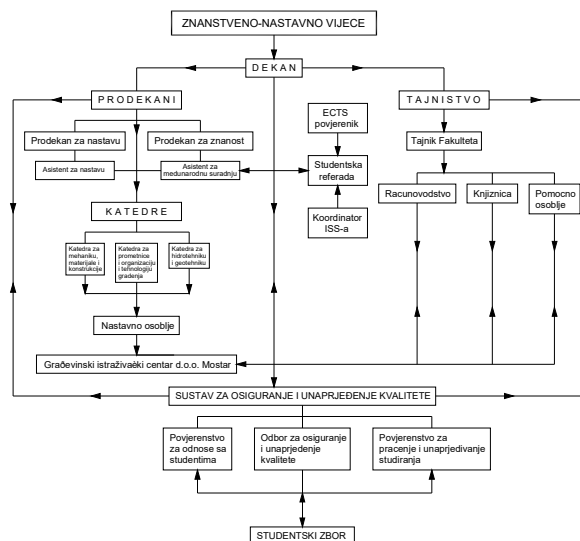 ZNANSTVENO-NASTAVNO VIJECE
D E K A N
P R O D E K A N I
T A J N I S T V O
Prodekan za nastavu
Prodekan za znanost
Asistent za nastavu
Asistent za
međunarodnu suradnju
ECTS
povjerenik
Studentska
referada
Koordinator
ISS-a
Tajnik Fakulteta
Racunovodstvo
Knjiznica
Pomocno
osoblje
K A T E D R E
Katedra za
mehaniku,
materijale i
konstrukcije
Katedra za
prometnice
i organizaciju
i tehnologiju
građenja
Katedra za
hidrotehniku
i geotehniku
Nastavno osoblje
Građevinski istraživaèki centar d.o.o. Mostar
SUSTAV ZA OSIGURANJE I UNAPRJEĐENJE KVALITETE
Povjerenstvo
za odnose sa
studentima
Odbor za osiguranje
i unaprjeđenje
kvalitete
Povjerenstvo za
pracenje i unaprjedivanje
studiranja
STUDENTSKI ZBOR